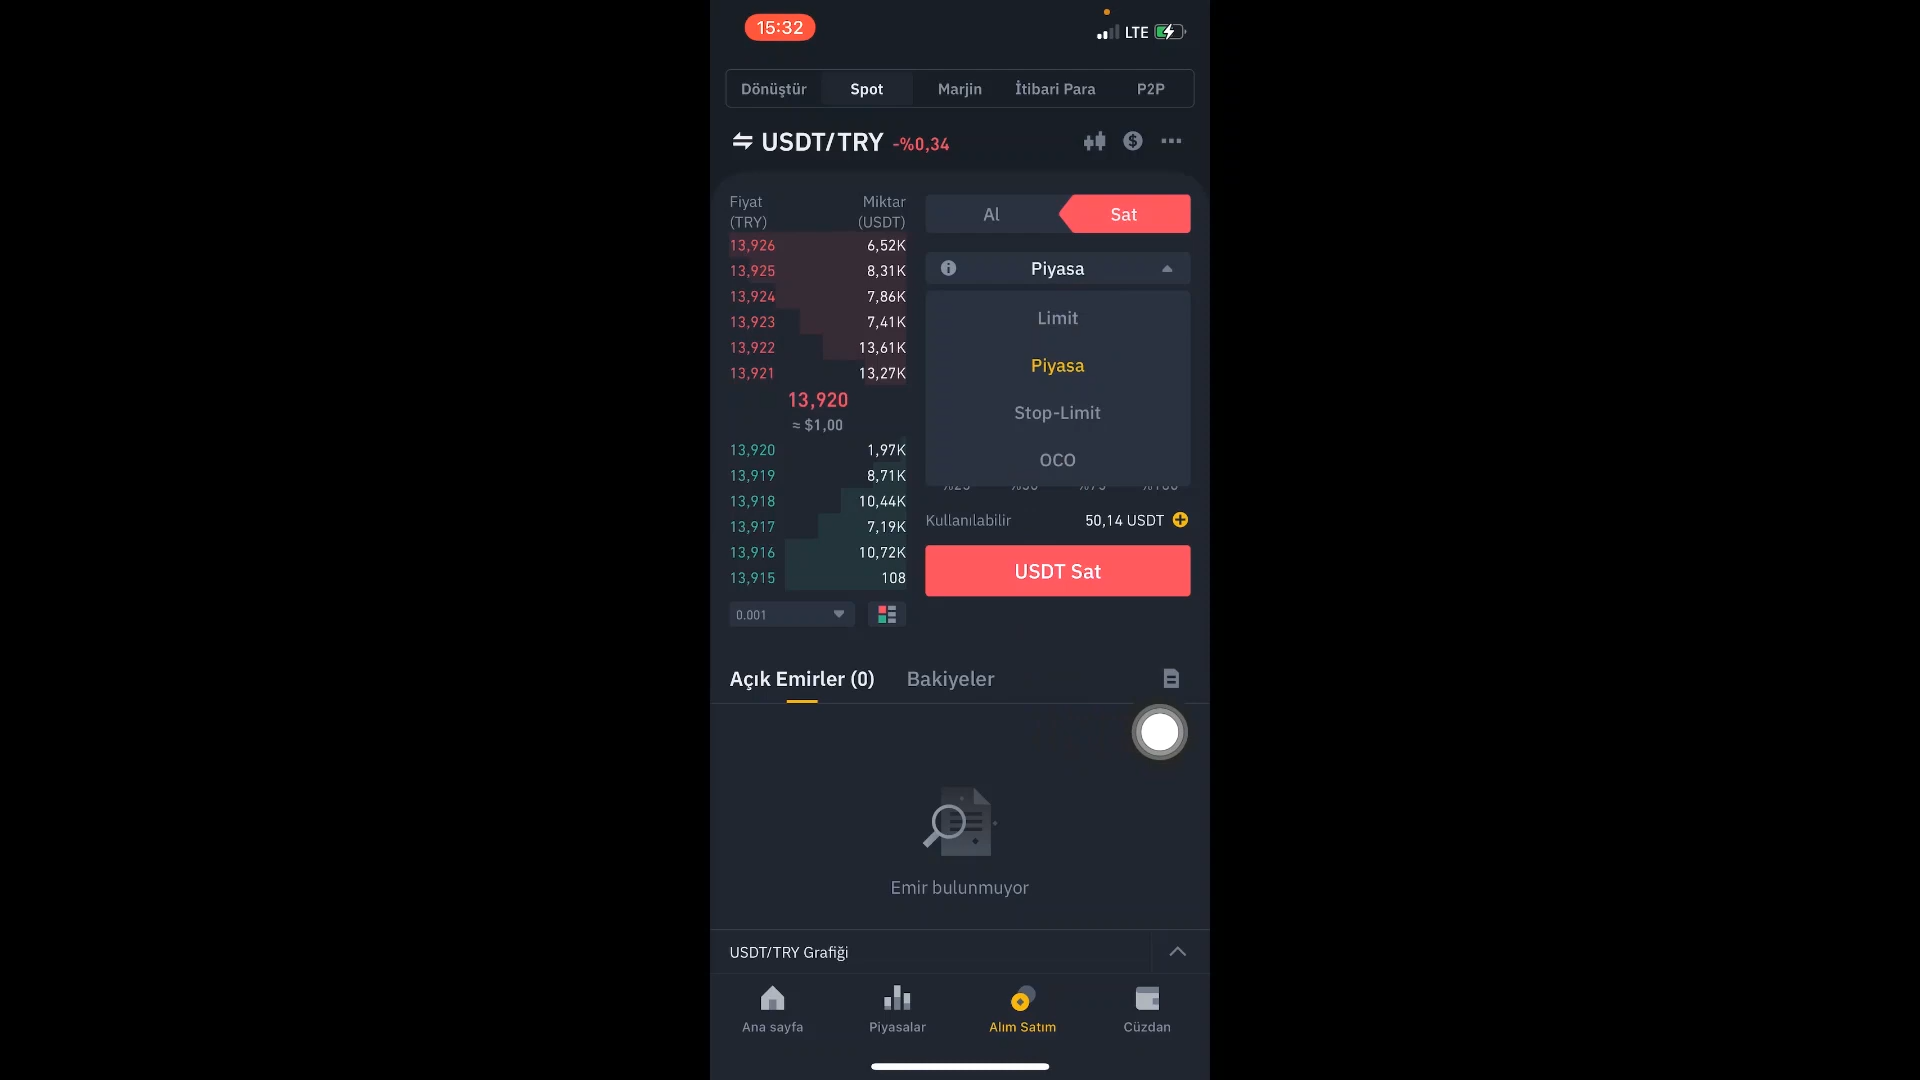 15:32
LTE
Dönüştür Spot Marjin İtibari Para P2P
USDT/TRY -%0,34
Fiyat Miktar
(TRY) (USDT)
Al Sat
13,926 6,52K
13,925 8,31K
13,924 7,86K
13,923 7,41K
13,922 13,61K
13,921 13,27K
13,920
≈ $1,00
13,920 1,97K
13,919 8,71K
13,918 10,44K
13,917 7,19K
13,916 10,72K
13,915 108
0.001
Piyasa
Limit
Piyasa
Stop-Limit
OCO
%25 %50 %75 %100
Kullanılabilir 50,14 USDT
USDT Sat
Açık Emirler (0) Bakiyeler
Emir bulunmuyor
USDT/TRY Grafiği
Ana sayfa Piyasalar Alım Satım Cüzdan